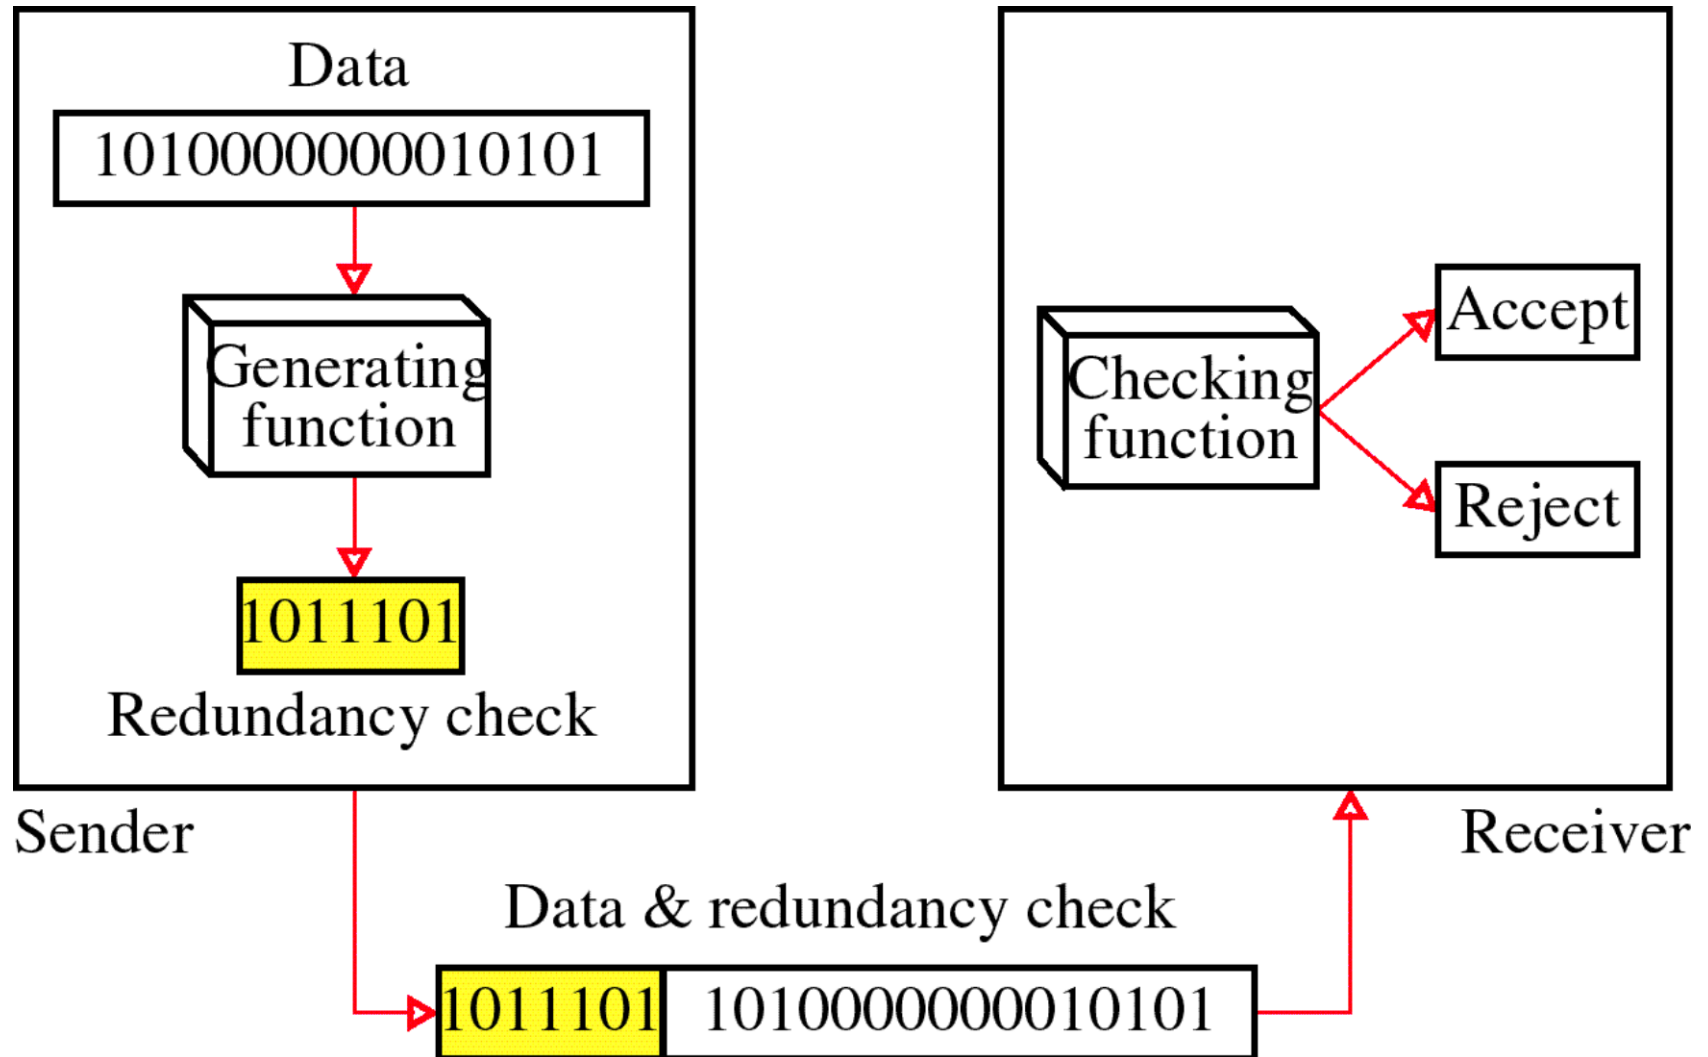 Data
1010000000010101
Generating
function
1011101
Redundancy check
Sender
Checking
function
Accept
Reject
Receiver
Data & redundancy check
1011101 1010000000010101